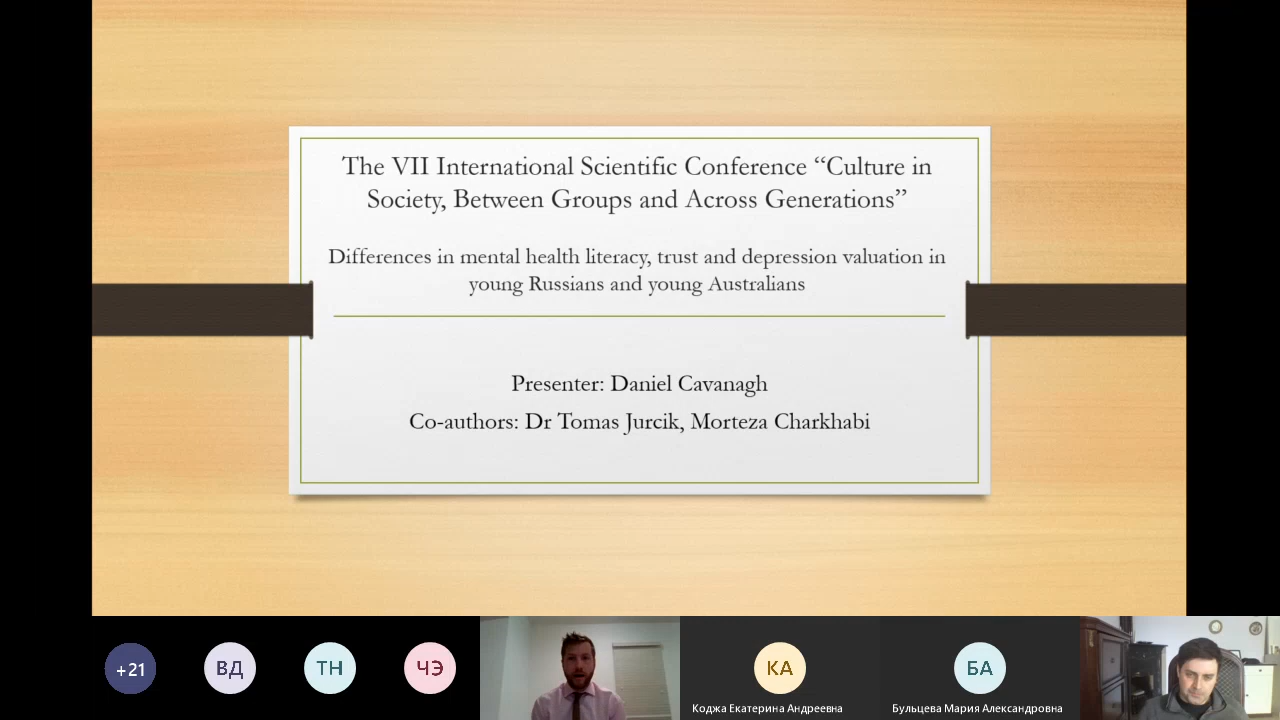 The VII International Scientific Conference “Culture in
Society, Between Groups and Across Generations”
Differences in mental health literacy, trust and depression valuation in
young Russians and young Australians
Presenter: Daniel Cavanagh
Co-authors: Dr Tomas Jurcik, Morteza Charkhabi
+21
ВД
ТН
ЧЭ
КА
БА
Коджа Екатерина Андреевна
Бульцева Мария Александровна